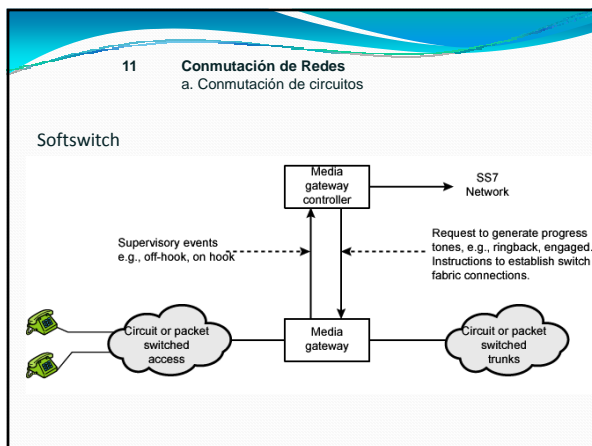 11 Conmutación de Redes
a. Conmutación de circuitos
Softswitch
Media
gateway
controller
SS7
Network
Supervisory events
e.g., off-hook, on hook
Request to generate progress
tones, e.g., ringback, engaged.
Instructions to establish switch
fabric connections.
Circuit or packet
switched
access
Media
gateway
Circuit or packet
switched
trunks